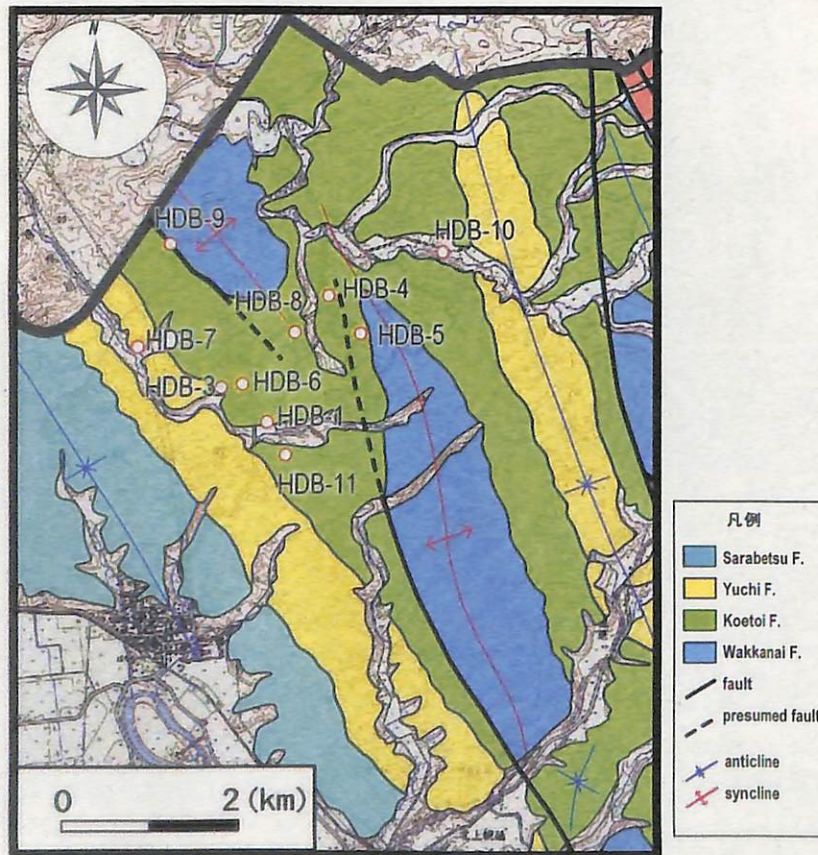 N
HDB-9
HDB-10
HDB-4
HDB-8
HDB-5
HDB-7
HDB-3
HDB-6
HDB-1
HDB-11
0 2 (km)
凡例
Sarabetsu F.
Yuchi F.
Koetoi F.
Wakkanai F.
fault
presumed fault
anticline
syncline